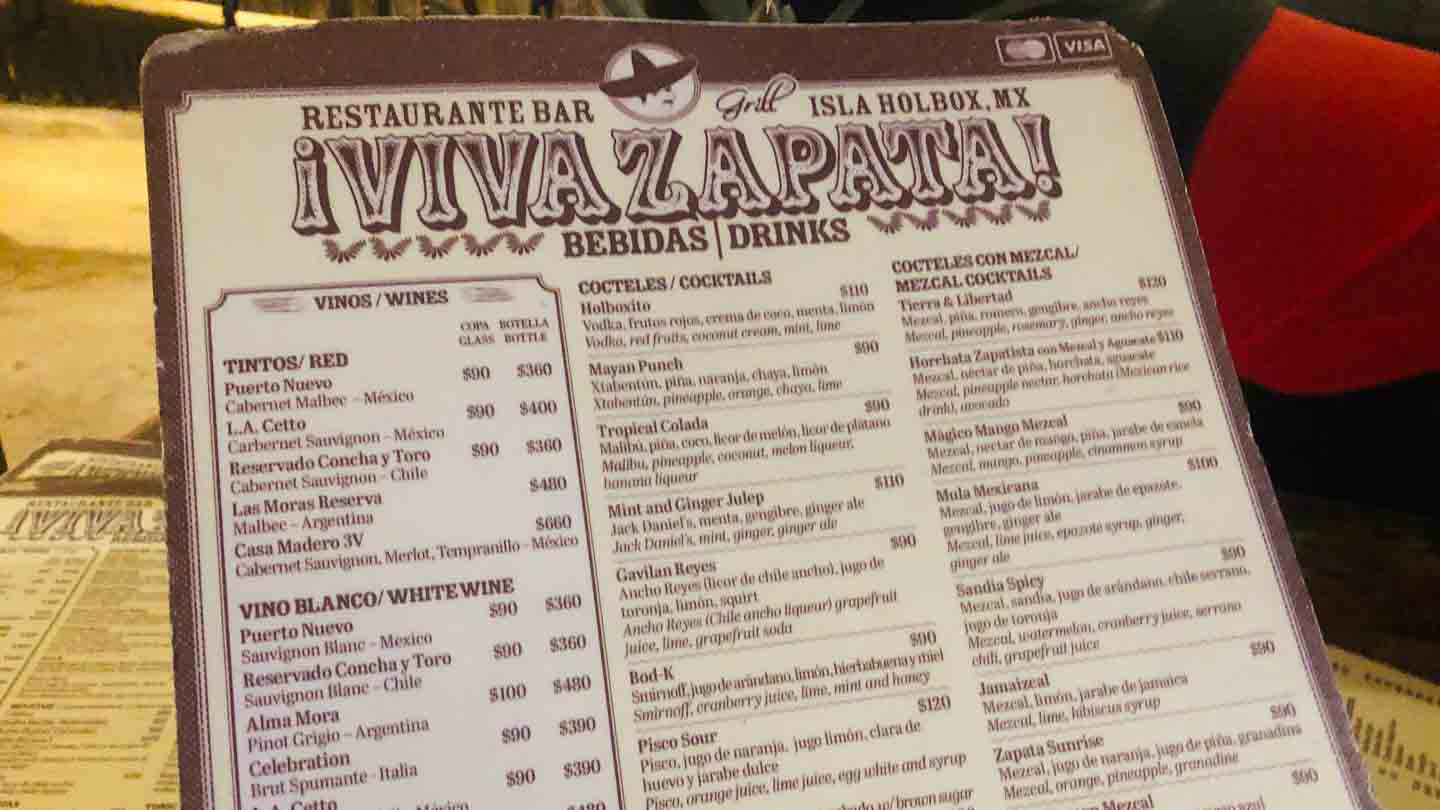 VISA
RESTAURANTE BAR
Grill
ISLA HOLBOX, MX
¡VIVA ZAPATA!
BEBIDAS | DRINKS
VINOS / WINES
COPA BOTELLA
GLASS BOTTLE
TINTOS/ RED
Puerto Nuevo $90 $360
Cabernet Malbec - México
L.A. Cetto $90 $400
Carbernet Sauvignon - México
Reservado Concha y Toro $90 $360
Cabernet Sauvignon - Chile
Las Moras Reserva $480
Malbec - Argentina
Casa Madero 3V $660
Cabernet Sauvignon, Merlot, Tempranillo - México
VINO BLANCO/ WHITE WINE
Puerto Nuevo $90 $360
Sauvignon Blanc - Mexico
Reservado Concha y Toro $90 $360
Sauvignon Blanc - Chile
Alma Mora $100 $480
Pinot Grigio - Argentina
Celebration $90 $390
Brut Spumante - Italia
L.A. Cetto $90 $390
México
$480
COCTELES / COCKTAILS
Holboxito $110
Vodka, frutos rojos, crema de coco, menta, limón
Vodka, red fruits, coconut cream, mint, lime
Mayan Punch $90
Xtabentún, piña, naranja, chaya, limón
Xtabentún, pineapple, orange, chaya, lime
Tropical Colada $90
Malibú, piña, coco, licor de melón, licor de plátano
Malibu, pineapple, coconut, melon liqueur,
banana liqueur
Mint and Ginger Julep $110
Jack Daniel's, menta, gengibre, ginger ale
Jack Daniel's, mint, ginger, ginger ale
Gavilan Reyes $90
Ancho Reyes (licor de chile ancho), jugo de
toronja, limón, squirt
Ancho Reyes (Chile ancho liqueur) grapefruit
juice, lime, grapefruit soda
Bod-K $90
Smirnoff, jugo de arándano, limón, hierbabuena y miel
Smirnoff, cranberry juice, lime, mint and honey
Pisco Sour $120
Pisco, jugo de naranja, jugo limón, clara de
huevo y jarabe dulce
Pisco, orange juice, lime juice, egg white and syrup
w/ brown sugar
COCTELES CON MEZCAL/
MEZCAL COCKTAILS
Tierra & Libertad $120
Mezcal, piña, romero, gengibre, ancho reyes
Mezcal, pineapple, rosemary, ginger, ancho reyes
Horchata Zapatista con Mezcal y Aguacate $110
Mezcal, néctar de piña, horchata, aguacate
Mezcal, pineapple nectar, horchata (Mexican rice
drink), avocado
Mágico Mango Mezcal $90
Mezcal, nectar de mango, piña, jarabe de canela
Mezcal, mango, pineapple, cinammon syrup
Mula Mexicana $100
Mezcal, jugo de limón, jarabe de epazote,
gengibre, ginger ale
Mezcal, lime juice, epazote syrup, ginger,
ginger ale
Sandia Spicy $90
Mezcal, sandia, jugo de arándano, chile serrano,
jugo de toronja
Mezcal, watermelon, cranberry juice, serrano
chili, grapefruit juice
Jamaizcal $90
Mezcal, limón, jarabe de jamaica
Mezcal, lime, hibiscus syrup
Zapata Sunrise $90
Mezcal, jugo de naranja, jugo de piña, granadina
Mezcal, orange, pineapple, granadine
Mezcal $90
RESTAURANTE BAR